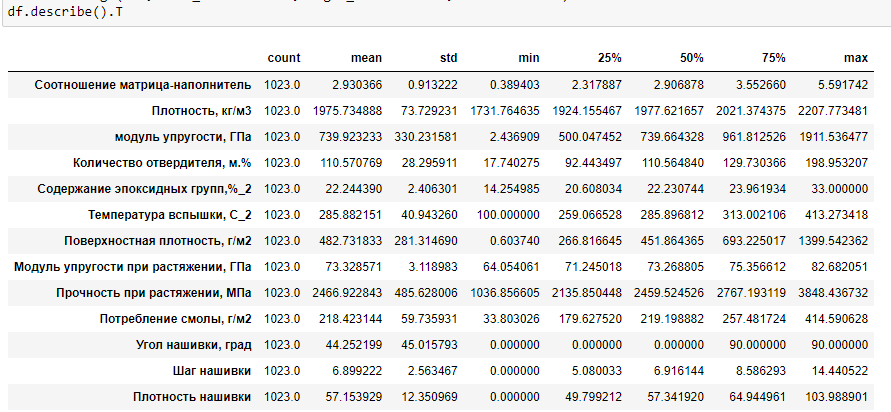 df.describe().T
count mean std min 25% 50% 75% max
Соотношение матрица-наполнитель 1023.0 2.930366 0.913222 0.389403 2.317887 2.906878 3.552660 5.591742
Плотность, кг/м3 1023.0 1975.734888 73.729231 1731.764635 1924.155467 1977.621657 2021.374375 2207.773481
модуль упругости, ГПа 1023.0 739.923233 330.231581 2.436909 500.047452 739.664328 961.812526 1911.536477
Количество отвердителя, м.% 1023.0 110.570769 28.295911 17.740275 92.443497 110.564840 129.730366 198.953207
Содержание эпоксидных групп,%_2 1023.0 22.244390 2.406301 14.254985 20.608034 22.230744 23.961934 33.000000
Температура вспышки, С_2 1023.0 285.882151 40.943260 100.000000 259.066528 285.896812 313.002106 413.273418
Поверхностная плотность, г/м2 1023.0 482.731833 281.314690 0.603740 266.816645 451.864365 693.225017 1399.542362
Модуль упругости при растяжении, ГПа 1023.0 73.328571 3.118983 64.054061 71.245018 73.268805 75.356612 82.682051
Прочность при растяжении, МПа 1023.0 2466.922843 485.628006 1036.856605 2135.850448 2459.524526 2767.193119 3848.436732
Потребление смолы, г/м2 1023.0 218.423144 59.735931 33.803026 179.627520 219.198882 257.481724 414.590628
Угол нашивки, град 1023.0 44.252199 45.015793 0.000000 0.000000 0.000000 90.000000 90.000000
Шаг нашивки 1023.0 6.899222 2.563467 0.000000 5.080033 6.916144 8.586293 14.440522
Плотность нашивки 1023.0 57.153929 12.350969 0.000000 49.799212 57.341920 64.944961 103.988901